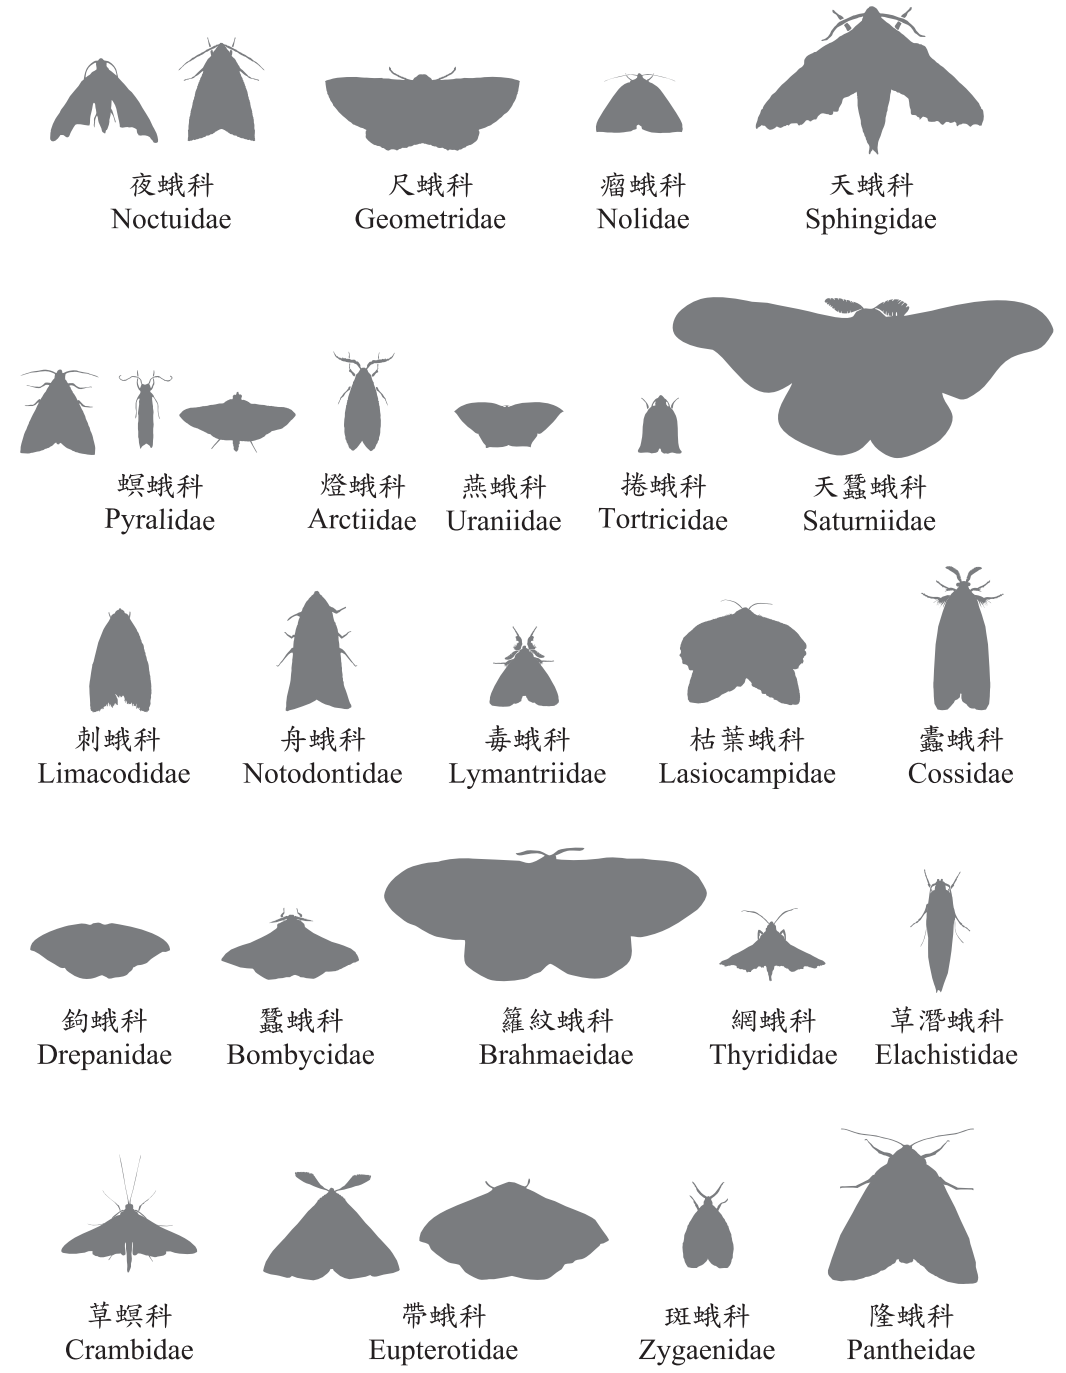 夜蛾科
Noctuidae
尺蛾科
Geometridae
瘤蛾科
Nolidae
天蛾科
Sphingidae
螟蛾科
Pyralidae
燈蛾科
Arctiidae
燕蛾科
Uraniidae
捲蛾科
Tortricidae
天蠶蛾科
Saturniidae
刺蛾科
Limacodidae
舟蛾科
Notodontidae
毒蛾科
Lymantriidae
枯葉蛾科
Lasiocampidae
蠹蛾科
Cossidae
鉤蛾科
Drepanidae
蠶蛾科
Bombycidae
籮紋蛾科
Brahmaeidae
網蛾科
Thyrididae
草潛蛾科
Elachistidae
草螟科
Crambidae
帶蛾科
Eupterotidae
斑蛾科
Zygaenidae
隆蛾科
Pantheidae